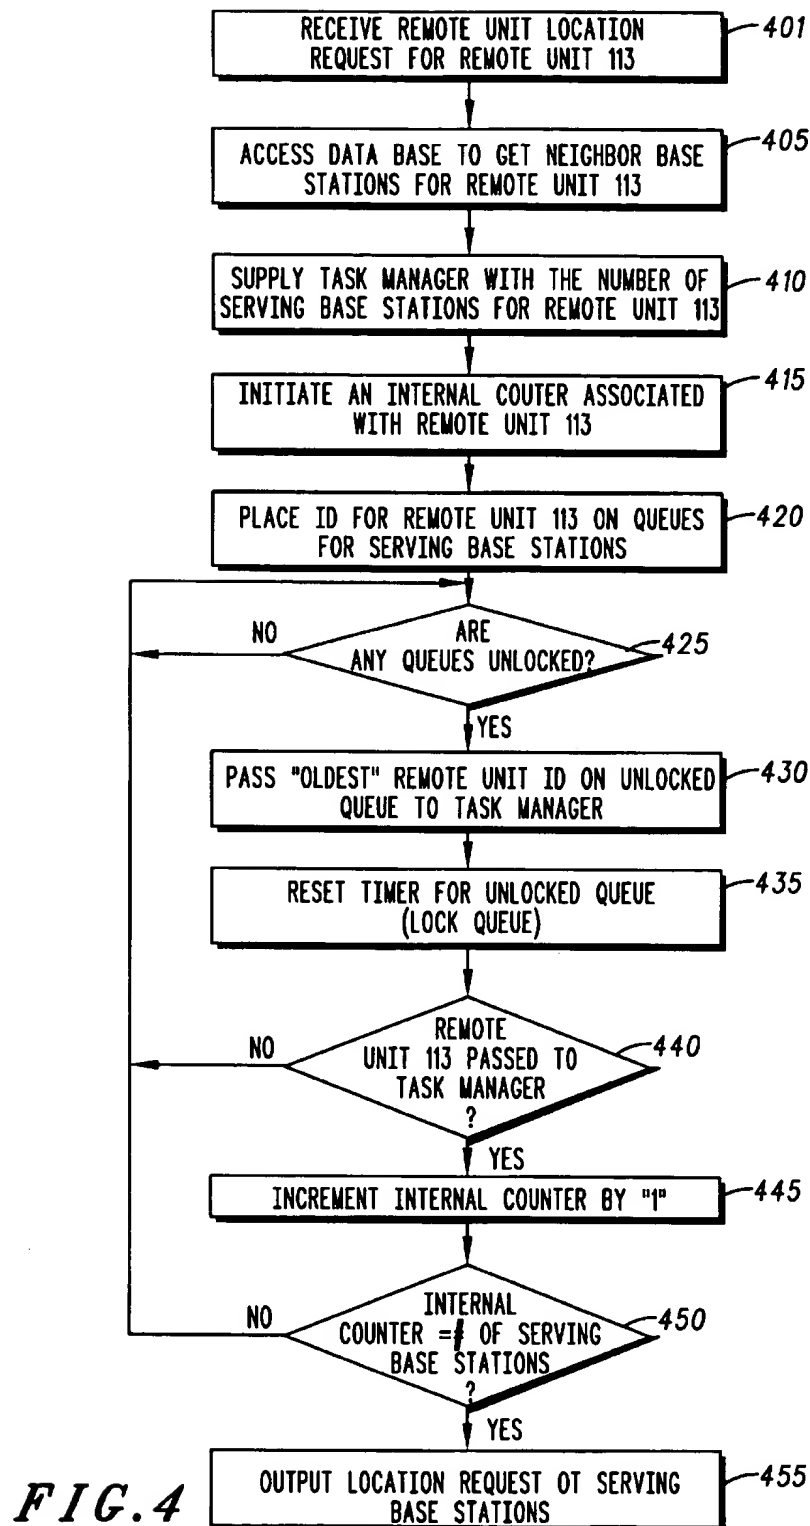 RECEIVE REMOTE UNIT LOCATION
REQUEST FOR REMOTE UNIT 113
401
ACCESS DATA BASE TO GET NEIGHBOR BASE
STATIONS FOR REMOTE UNIT 113
405
SUPPLY TASK MANAGER WITH THE NUMBER OF
SERVING BASE STATIONS FOR REMOTE UNIT 113
410
INITIATE AN INTERNAL COUTER ASSOCIATED
WITH REMOTE UNIT 113
415
PLACE ID FOR REMOTE UNIT 113 ON QUEUES
FOR SERVING BASE STATIONS
420
NO
ARE
ANY QUEUES UNLOCKED?
425
YES
PASS "OLDEST" REMOTE UNIT ID ON UNLOCKED
QUEUE TO TASK MANAGER
430
RESET TIMER FOR UNLOCKED QUEUE
(LOCK QUEUE)
435
NO
REMOTE
UNIT 113 PASSED TO
TASK MANAGER
?
440
YES
INCREMENT INTERNAL COUNTER BY "1"
445
NO
INTERNAL
COUNTER =# OF SERVING
BASE STATIONS
?
450
YES
OUTPUT LOCATION REQUEST OT SERVING
BASE STATIONS
455
FIG.4